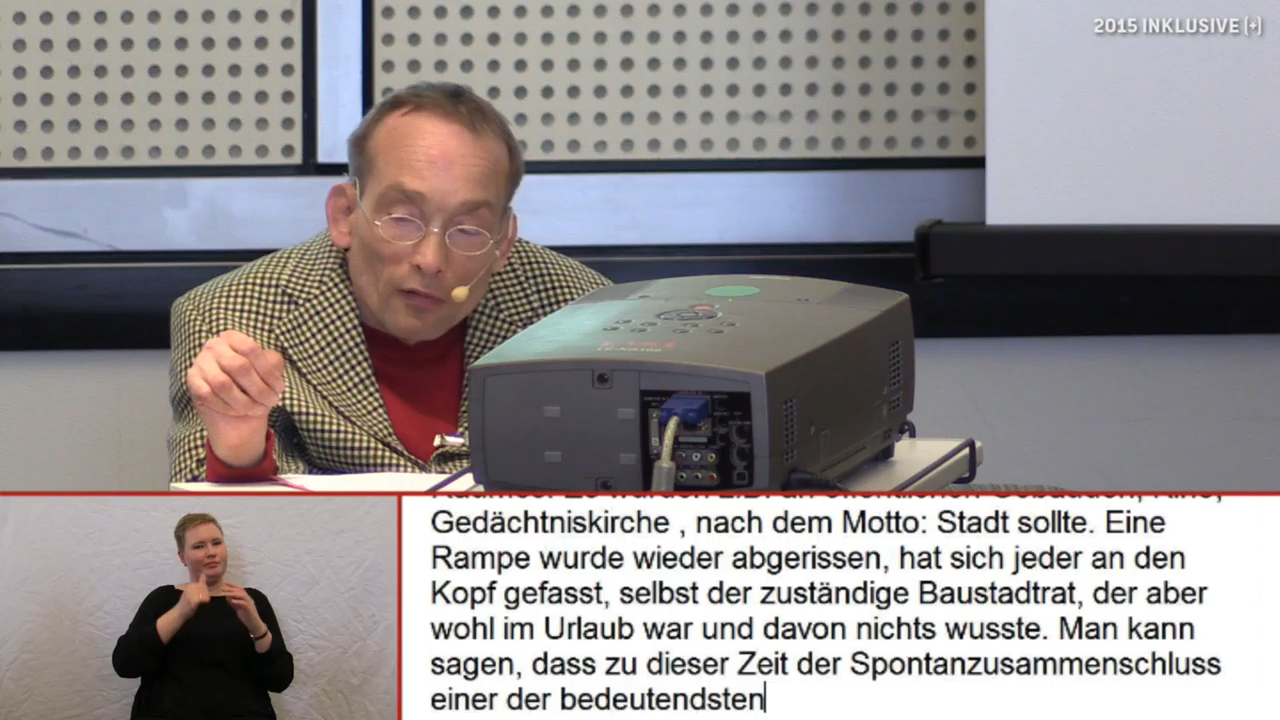 2015 INKLUSIVE [+]
Gedächtniskirche , nach dem Motto: Stadt sollte. Eine
Rampe wurde wieder abgerissen, hat sich jeder an den
Kopf gefasst, selbst der zuständige Baustadtrat, der aber
wohl im Urlaub war und davon nichts wusste. Man kann
sagen, dass zu dieser Zeit der Spontanzusammenschluss
einer der bedeutendsten